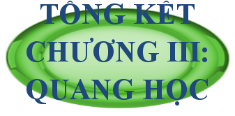 TỔNG KẾT
CHƯƠNG III:
QUANG HỌC